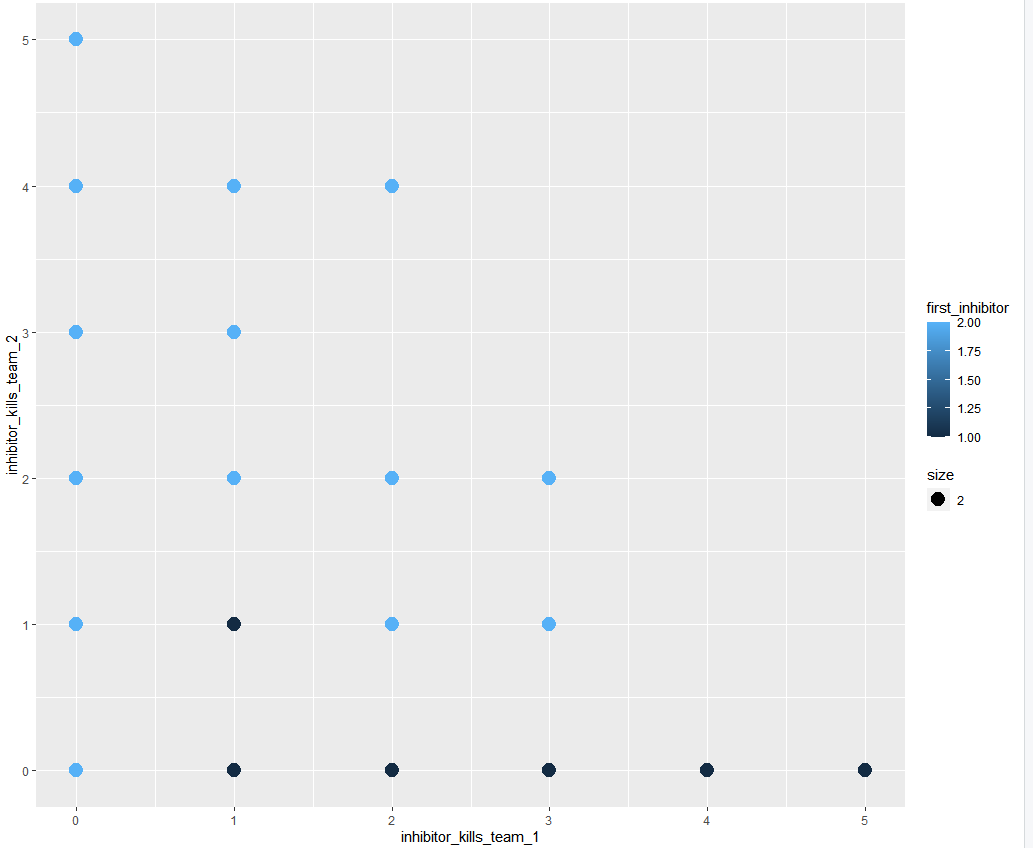 5
4
3
2
1
0
inhibitor_kills_team_2
0 1 2 3 4 5
inhibitor_kills_team_1
first_inhibitor
2.00
1.75
1.50
1.25
1.00
size
2